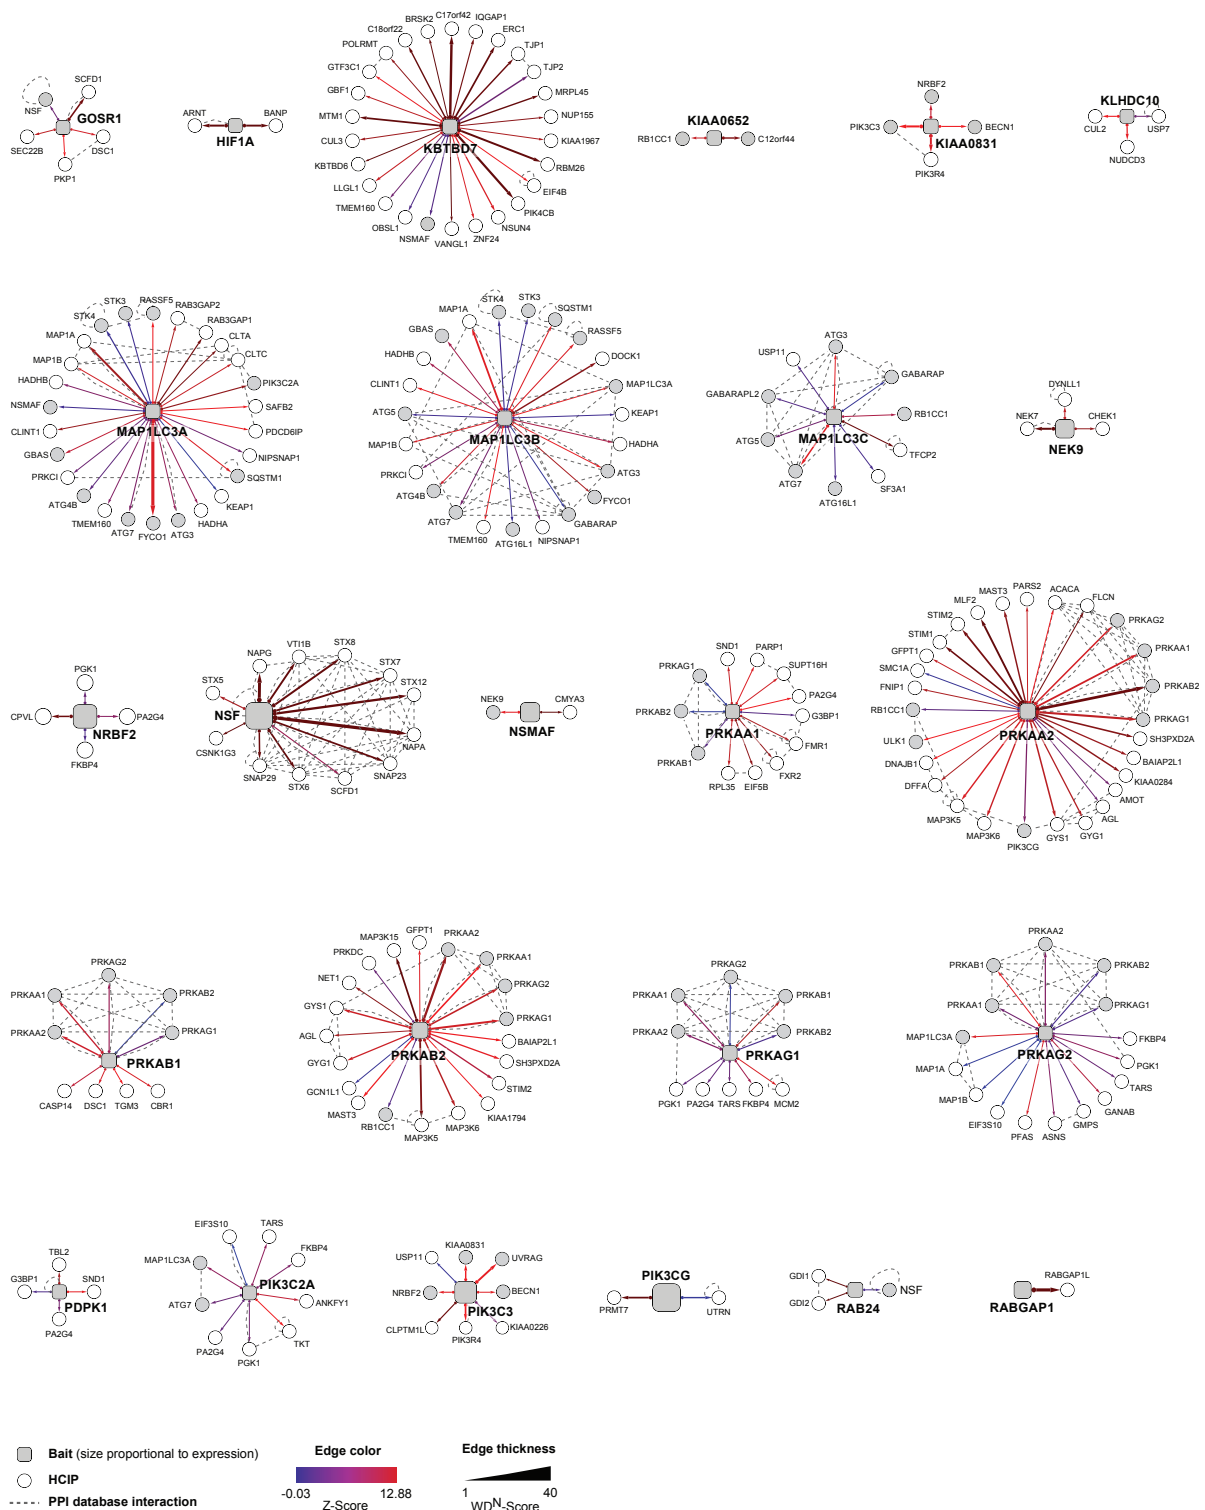 SCFD1
NSF
GOSR1
SEC22B
DSC1
PKP1
ARNT
BANP
HIF1A
C17orf42
BRSK2
IQGAP1
C18orf22
ERC1
POLRMT
TJP1
GTF3C1
TJP2
GBF1
MRPL45
MTM1
NUP155
CUL3
KBTBD7
KIAA1967
KBTBD6
RBM26
LLGL1
EIF4B
TMEM160
PIK4CB
OBSL1
NSUN4
NSMAF
ZNF24
VANGL1
KIAA0652
RB1CC1
C12orf44
NRBF2
PIK3C3
BECN1
KIAA0831
PIK3R4
KLHDC10
CUL2
USP7
NUDCD3
STK3
RASSF5
RAB3GAP2
STK4
RAB3GAP1
MAP1A
CLTA
MAP1B
CLTC
HADHB
PIK3C2A
NSMAF
SAFB2
CLINT1
MAP1LC3A
PDCD6IP
GBAS
NIPSNAP1
PRKCI
SQSTM1
ATG4B
KEAP1
TMEM160
HADHA
ATG7
FYCO1
ATG3
STK4
STK3
MAP1A
SQSTM1
GBAS
RASSF5
HADHB
DOCK1
CLINT1
MAP1LC3A
ATG5
KEAP1
MAP1LC3B
MAP1B
HADHA
PRKCI
ATG3
ATG4B
FYCO1
ATG7
GABARAP
TMEM160
NIPSNAP1
ATG16L1
ATG3
USP11
GABARAP
GABARAPL2
RB1CC1
ATG5
MAP1LC3C
TFCP2
ATG7
SF3A1
ATG16L1
DYNLL1
NEK7
CHEK1
NEK9
PGK1
CPVL
PA2G4
NRBF2
FKBP4
STX8
VTI1B
NAPG
STX7
STX5
STX12
NSF
CSNK1G3
NAPA
SNAP29
SNAP23
STX6
SCFD1
NEK9
CMYA3
NSMAF
SND1
PARP1
PRKAG1
SUPT16H
PA2G4
PRKAB2
G3BP1
PRKAA1
FMR1
PRKAB1
FXR2
RPL35
EIF5B
PARS2
MAST3
ACACA
MLF2
FLCN
STIM2
PRKAG2
STIM1
PRKAA1
GFPT1
SMC1A
PRKAB2
FNIP1
RB1CC1
PRKAG1
PRKAA2
SH3PXD2A
ULK1
BAIAP2L1
DNAJB1
KIAA0284
DFFA
AMOT
MAP3K5
AGL
MAP3K6
GYG1
PIK3CG
GYS1
PRKAG2
PRKAA1
PRKAB2
PRKAA2
PRKAG1
PRKAB1
CASP14
DSC1
TGM3
CBR1
GFPT1
MAP3K15
PRKAA2
PRKDC
PRKAA1
NET1
PRKAG2
GYS1
PRKAG1
AGL
BAIAP2L1
PRKAB2
GYG1
SH3PXD2A
GCN1L1
STIM2
MAST3
KIAA1794
RB1CC1
MAP3K6
MAP3K5
PRKAG2
PRKAA1
PRKAB1
PRKAA2
PRKAB2
PRKAG1
PGK1
PA2G4
TARS
FKBP4
MCM2
PRKAA2
PRKAB1
PRKAB2
PRKAA1
PRKAG1
MAP1LC3A
FKBP4
PRKAG2
MAP1A
PGK1
MAP1B
TARS
EIF3S10
GANAB
PFAS
ASNS
GMPS
TBL2
G3BP1
SND1
PDPK1
PA2G4
EIF3S10
TARS
MAP1LC3A
FKBP4
PIK3C2A
ATG7
ANKFY1
PA2G4
TKT
PGK1
KIAA0831
USP11
UVRAG
NRBF2
BECN1
PIK3C3
CLPTM1L
KIAA0226
PIK3R4
PIK3CG
PRMT7
UTRN
GDI1
NSF
GDI2
RAB24
RABGAP1L
RABGAP1
Bait (size proportional to expression)
HCIP
PPI database interaction
Edge color
-0.03 12.88
Z-Score
Edge thickness
1 40
WDN-Score